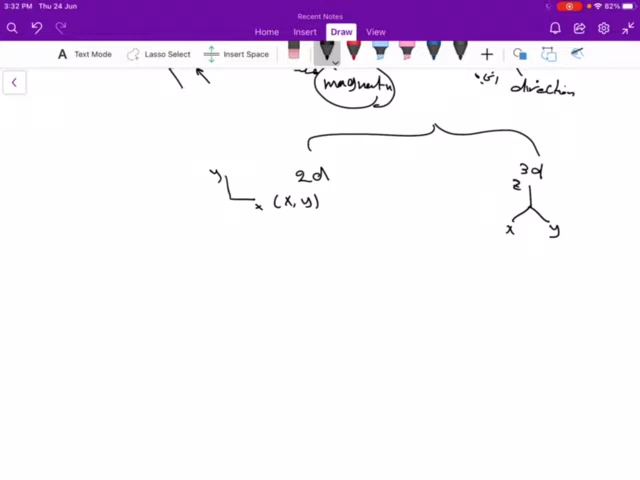 3:32 PM Thu 24 Jun
82%
Recent Notes
Home Insert Draw View
A Text Mode Lasso Select Insert Space
direction
2d
3d
y
z
x (x, y)
x y